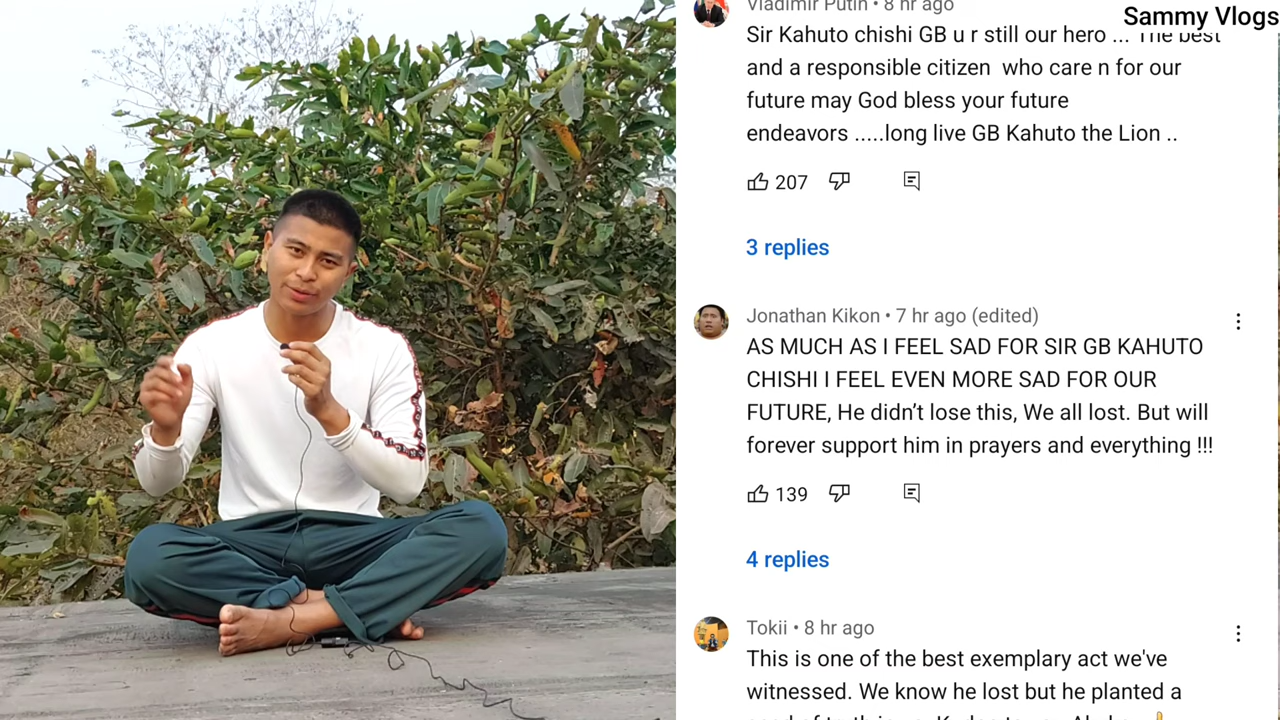 Sammy Vlogs
Vladimir Putin • 8 hr ago
Sir Kahuto chishi GB u r still our hero ... The best
and a responsible citizen who care n for our
future may God bless your future
endeavors .....long live GB Kahuto the Lion ..
207
3 replies
Jonathan Kikon • 7 hr ago (edited)
AS MUCH AS I FEEL SAD FOR SIR GB KAHUTO
CHISHI I FEEL EVEN MORE SAD FOR OUR
FUTURE, He didn't lose this, We all lost. But will
forever support him in prayers and everything !!!
139
4 replies
Tokii • 8 hr ago
This is one of the best exemplary act we've
witnessed. We know he lost but he planted a